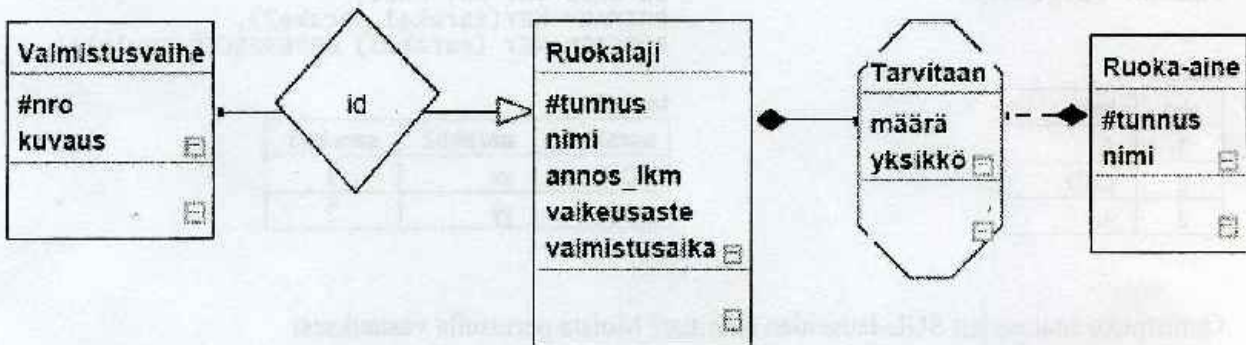 Valmistusvaihe
#nro
kuvaus
id
Ruokalaji
#tunnus
nimi
annos_lkm
vaikeusaste
valmistusaika
Tarvitaan
määrä
yksikkö
Ruoka-aine
#tunnus
nimi